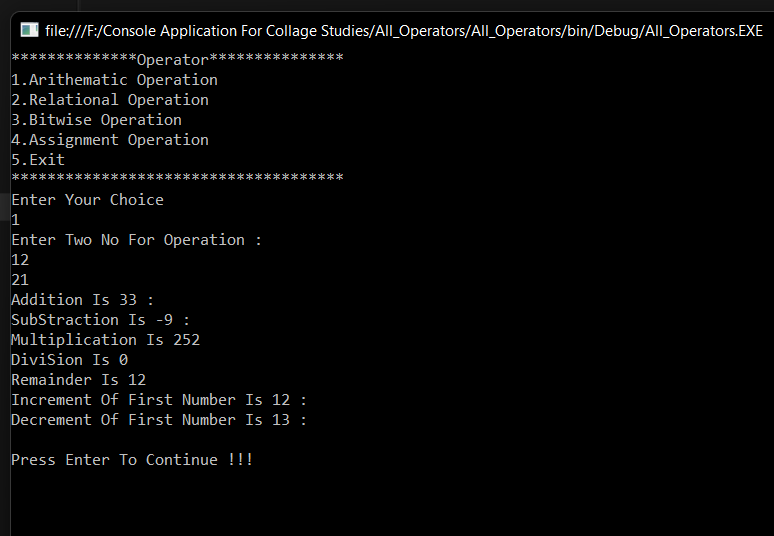 file:///F:/Console Application For Collage Studies/All_Operators/All_Operators/bin/Debug/All_Operators.EXE
**************Operator***************
1.Arithematic Operation
2.Relational Operation
3.Bitwise Operation
4.Assignment Operation
5.Exit
*************************************
Enter Your Choice
1
Enter Two No For Operation :
12
21
Addition Is 33 :
SubStraction Is -9 :
Multiplication Is 252
DiviSion Is 0
Remainder Is 12
Increment Of First Number Is 12 :
Decrement Of First Number Is 13 :
Press Enter To Continue !!!